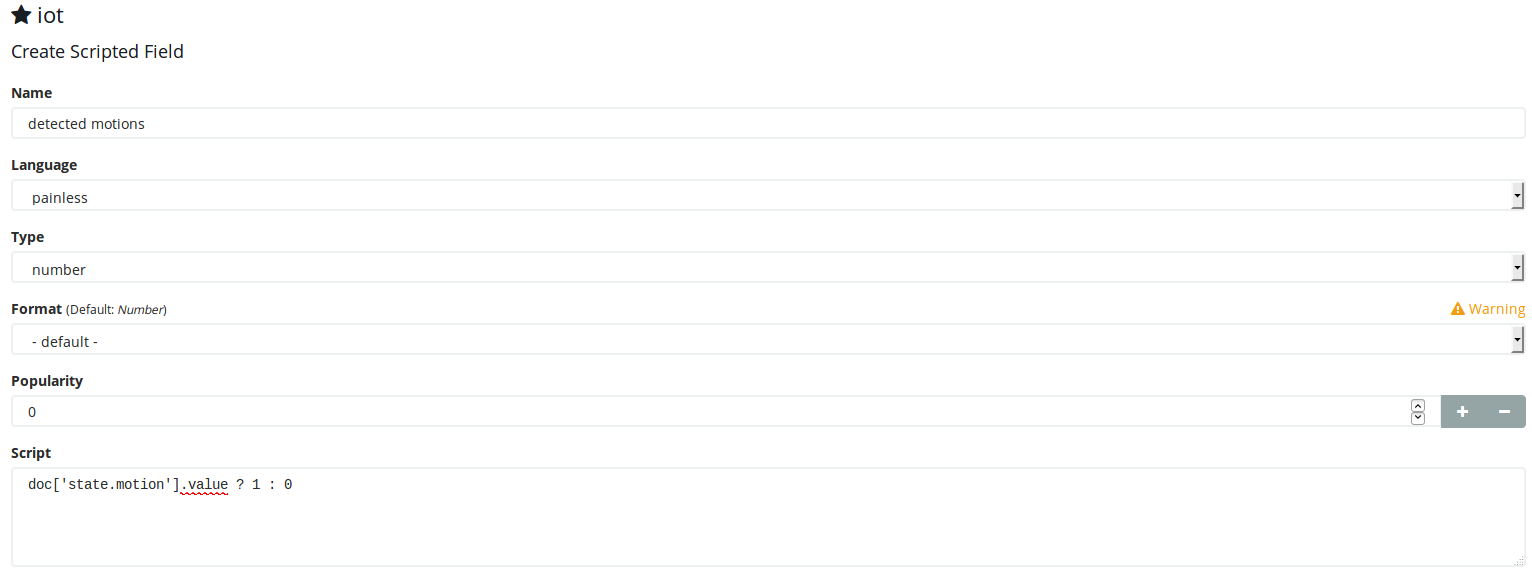 iot
Create Scripted Field
Name
detected motions
Language
painless
Type
number
Format (Default: Number) Warning
- default -
Popularity
0
Script
doc['state.motion'].value ? 1 : 0